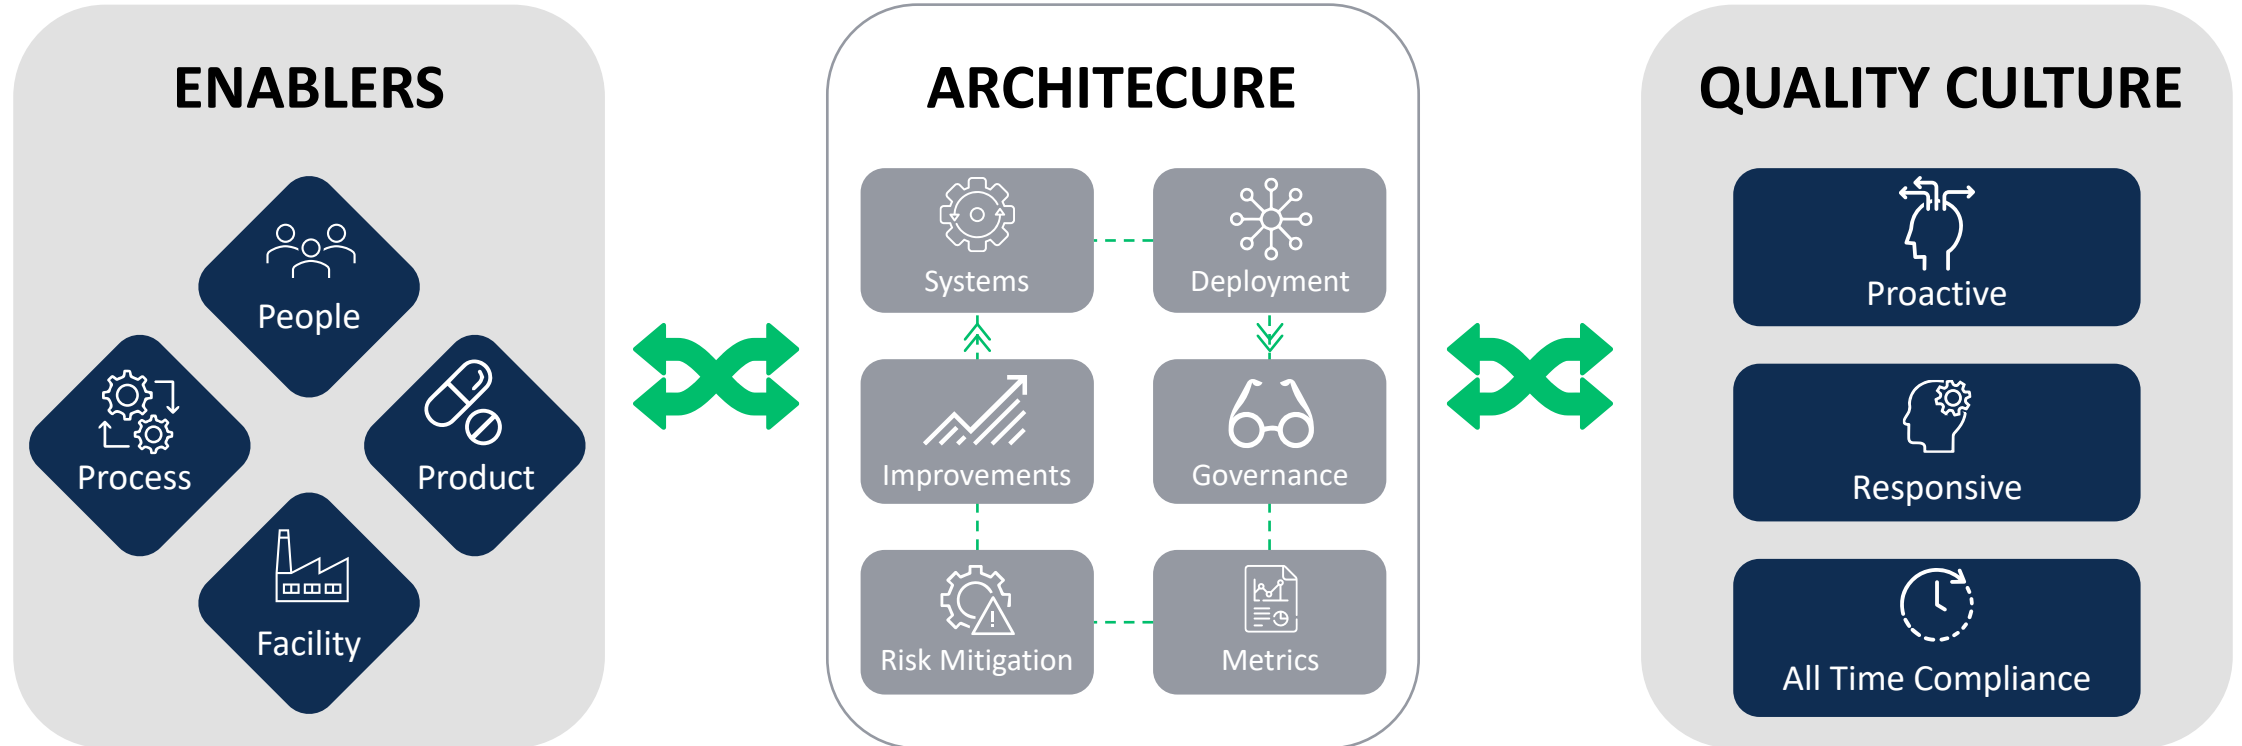 ENABLERS
People
Process
Product
Facility
ARCHITECURE
Systems
Deployment
Improvements
Governance
Risk Mitigation
Metrics
QUALITY CULTURE
Proactive
Responsive
All Time Compliance